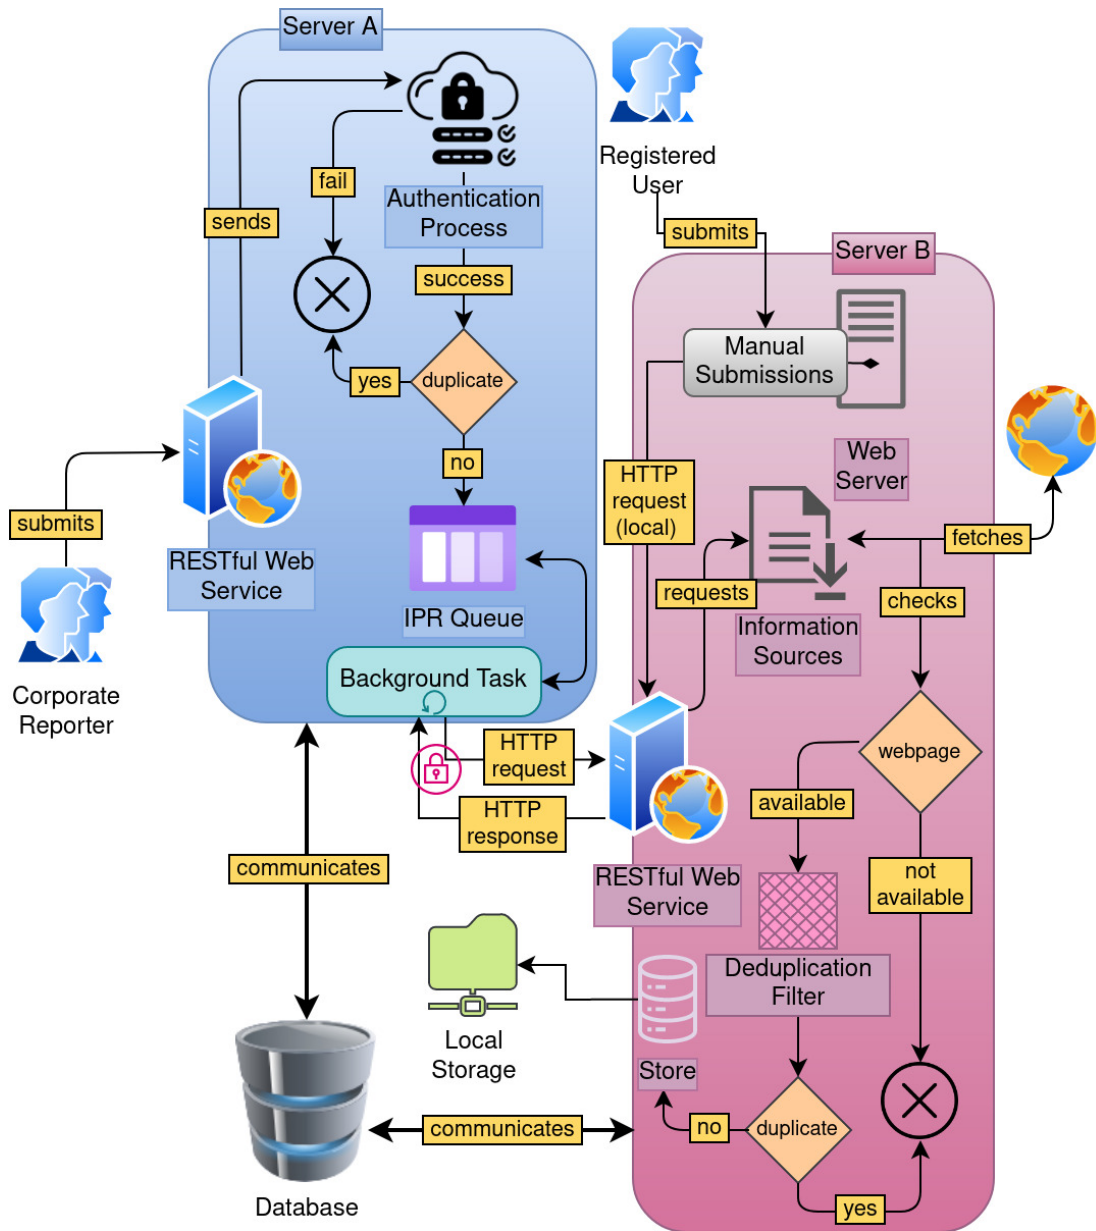 Server A
Registered
User
fail
Authentication
Process
sends
submits
Server B
success
Manual
Submissions
yes
duplicate
no
HTTP
request
(local)
Web
Server
submits
fetches
RESTful Web
Service
requests
checks
IPR Queue
Information
Sources
Background Task
Corporate
Reporter
HTTP
request
webpage
available
HTTP
response
communicates
not
available
RESTful Web
Service
Deduplication
Filter
Local
Storage
Store
communicates
no
duplicate
Database
yes